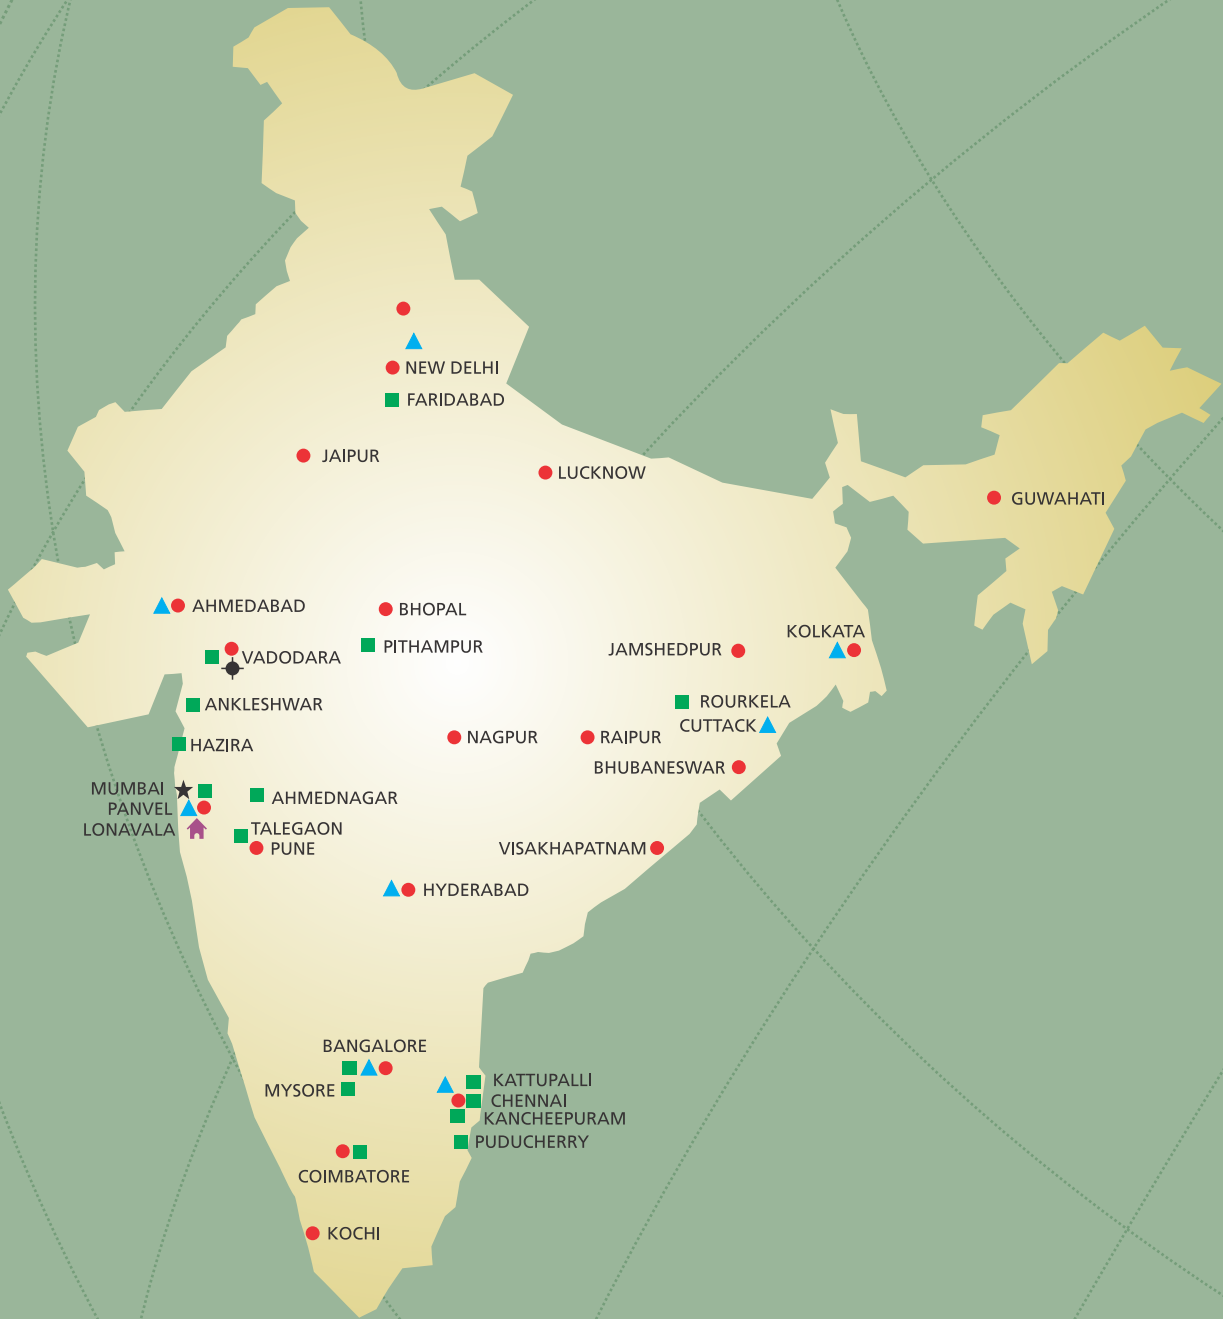 NEW DELHI
FARIDABAD
JAIPUR
LUCKNOW
GUWAHATI
AHMEDABAD
BHOPAL
KOLKATA
PITHAMPUR
JAMSHEDPUR
VADODARA
ANKLESHWAR
ROURKELA
CUTTACK
HAZIRA
NAGPUR
RAIPUR
BHUBANESWAR
MUMBAI
AHMEDNAGAR
PANVEL
LONAVALA
TALEGAON
PUNE
VISAKHAPATNAM
HYDERABAD
BANGALORE
KATTUPALLI
MYSORE
CHENNAI
KANCHEEPURAM
PUDUCHERRY
COIMBATORE
KOCHI